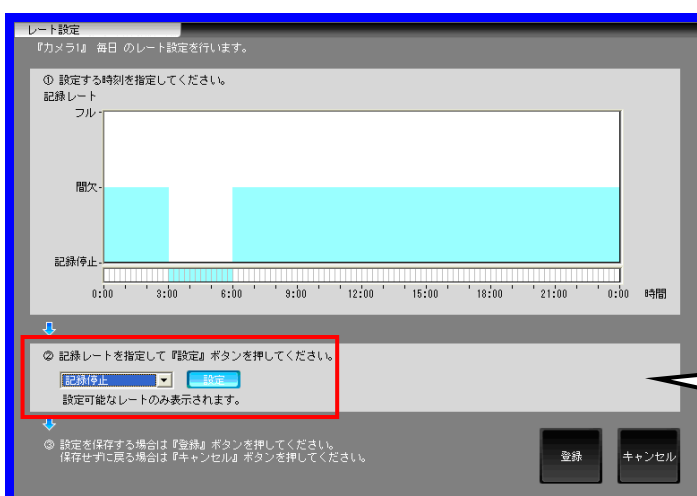 レート設定
『カメラ1』 毎日 のレート設定を行います。
① 設定する時刻を指定してください。
記録レート
フル
間欠
記録停止
0:00 3:00 6:00 9:00 12:00 15:00 18:00 21:00 0:00 時間
② 記録レートを指定して『設定』ボタンを押してください。
記録停止 設定
設定可能なレートのみ表示されます。
③ 設定を保存する場合は『登録』ボタンを押してください。
保存せずに戻る場合は『キャンセル』ボタンを押してください。
登録 キャンセル